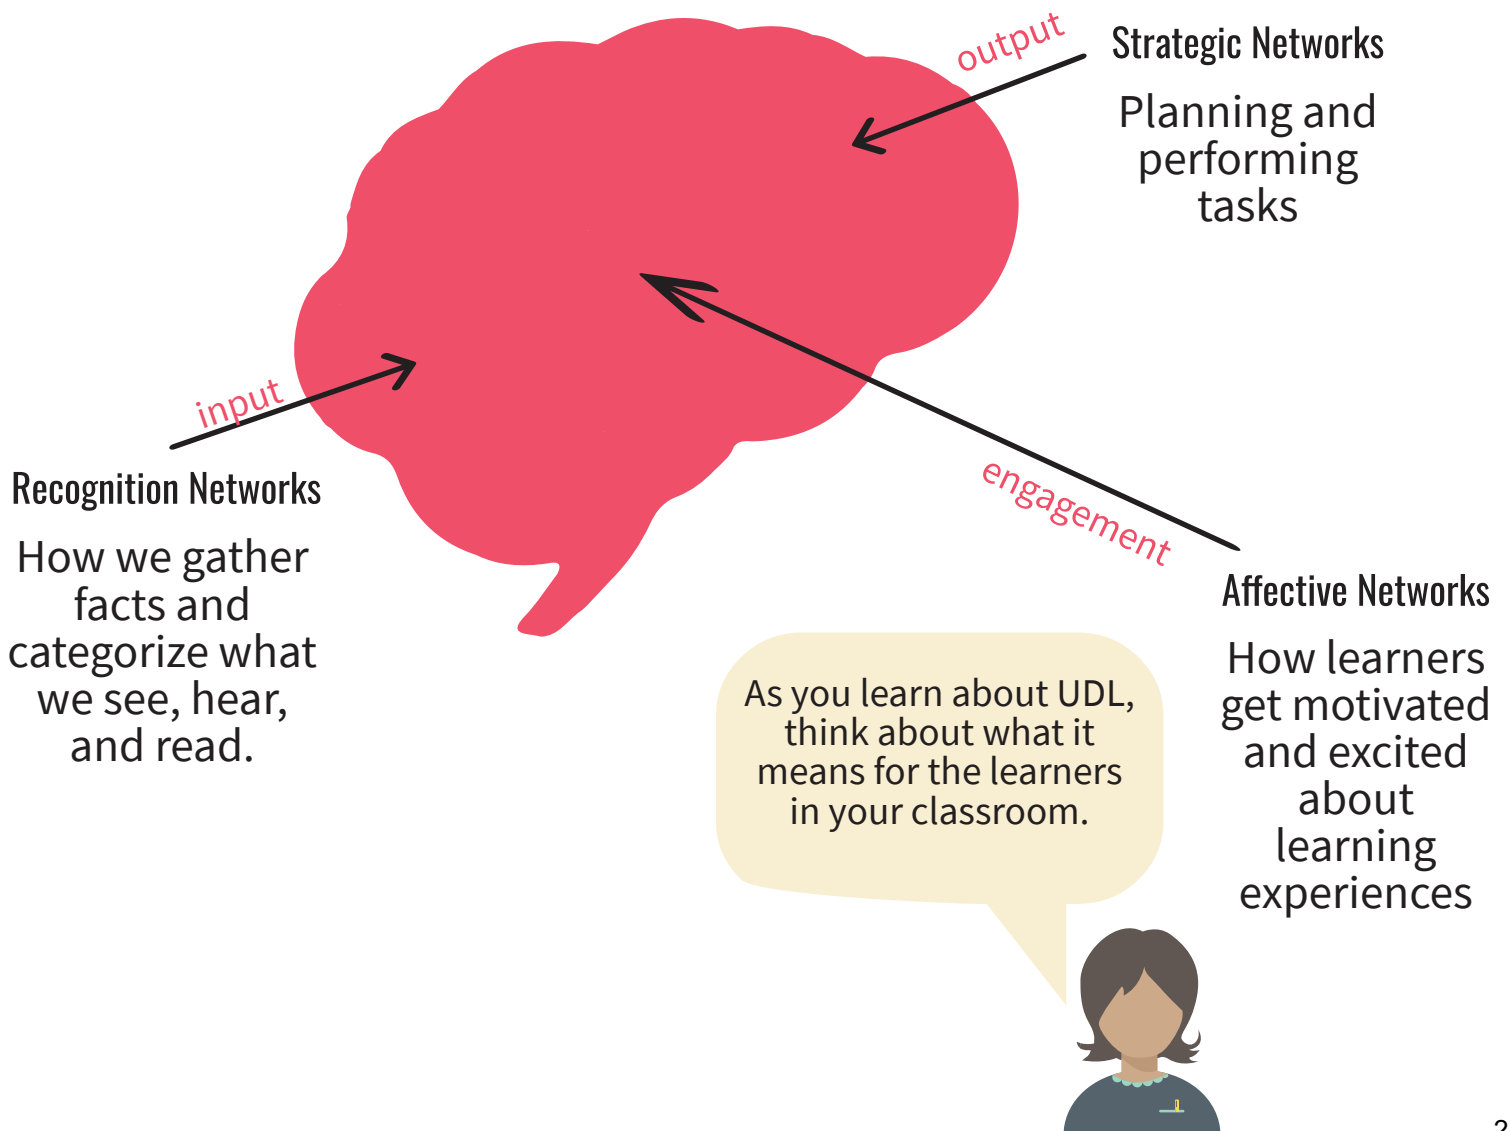 output
Strategic Networks
Planning and
performing
tasks
input
Recognition Networks
How we gather
facts and
categorize what
we see, hear,
and read.
engagement
Affective Networks
How learners
get motivated
and excited
about
learning
experiences
As you learn about UDL,
think about what it
means for the learners
in your classroom.
2